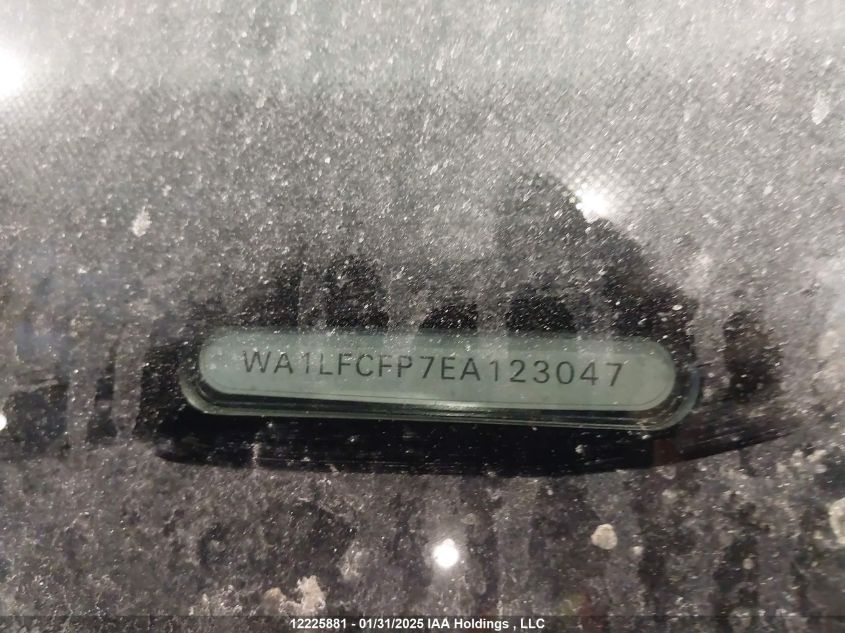 WA1LFCFP7EA123047
12225881 - 01/31/2025 IAA Holdings , LLC